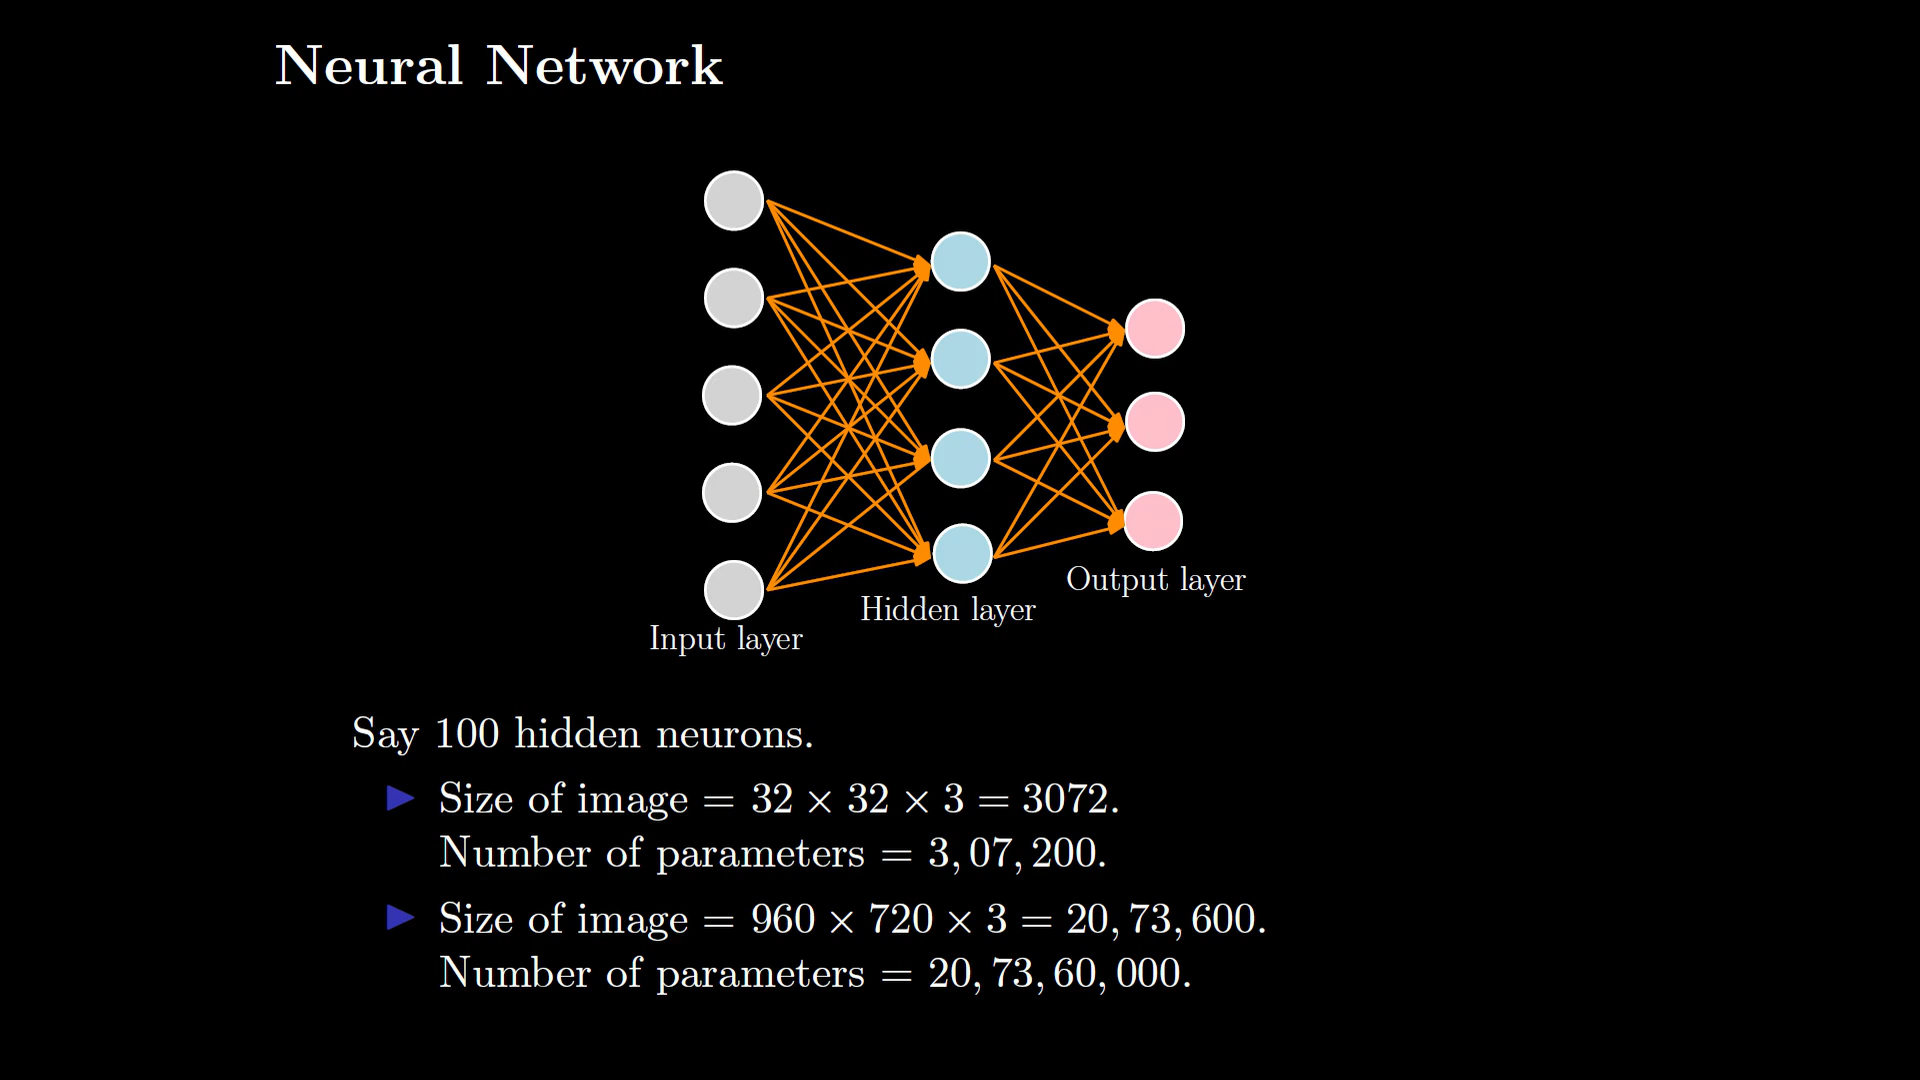 Neural Network
Input layer
Hidden layer
Output layer
Say 100 hidden neurons.
Size of image = 32 × 32 × 3 = 3072.
Number of parameters = 3, 07, 200.
Size of image = 960 × 720 × 3 = 20, 73, 600.
Number of parameters = 20, 73, 60, 000.